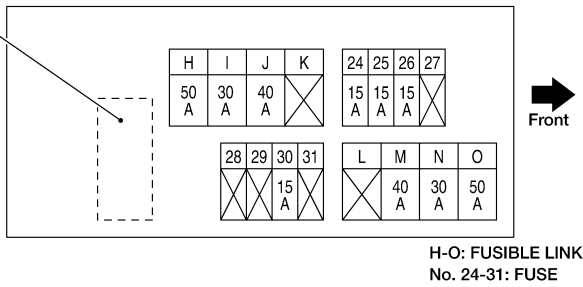 H I J K
50 A 30 A 40 A
24 25 26 27
15 A 15 A 15 A
Front
28 29 30 31
15 A
L M N O
40 A 30 A 50 A
H-O: FUSIBLE LINK
No. 24-31: FUSE